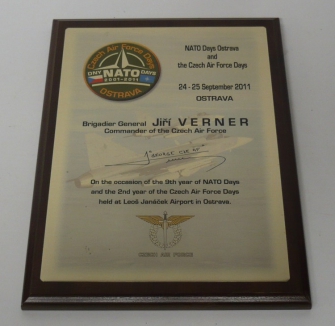 Czech Air Force Days
DNY NATO DAYS
2001-2011
OSTRAVA
NATO Days Ostrava
and
the Czech Air Force Days
24 - 25 September 2011
OSTRAVA
Brigadier General Jiří VERNER
Commander of the Czech Air Force
On the occasion of the 9th year of NATO Days
and the 2nd year of the Czech Air Force Days
held at Leoš Janáček Airport in Ostrava.
CZECH AIR FORCE